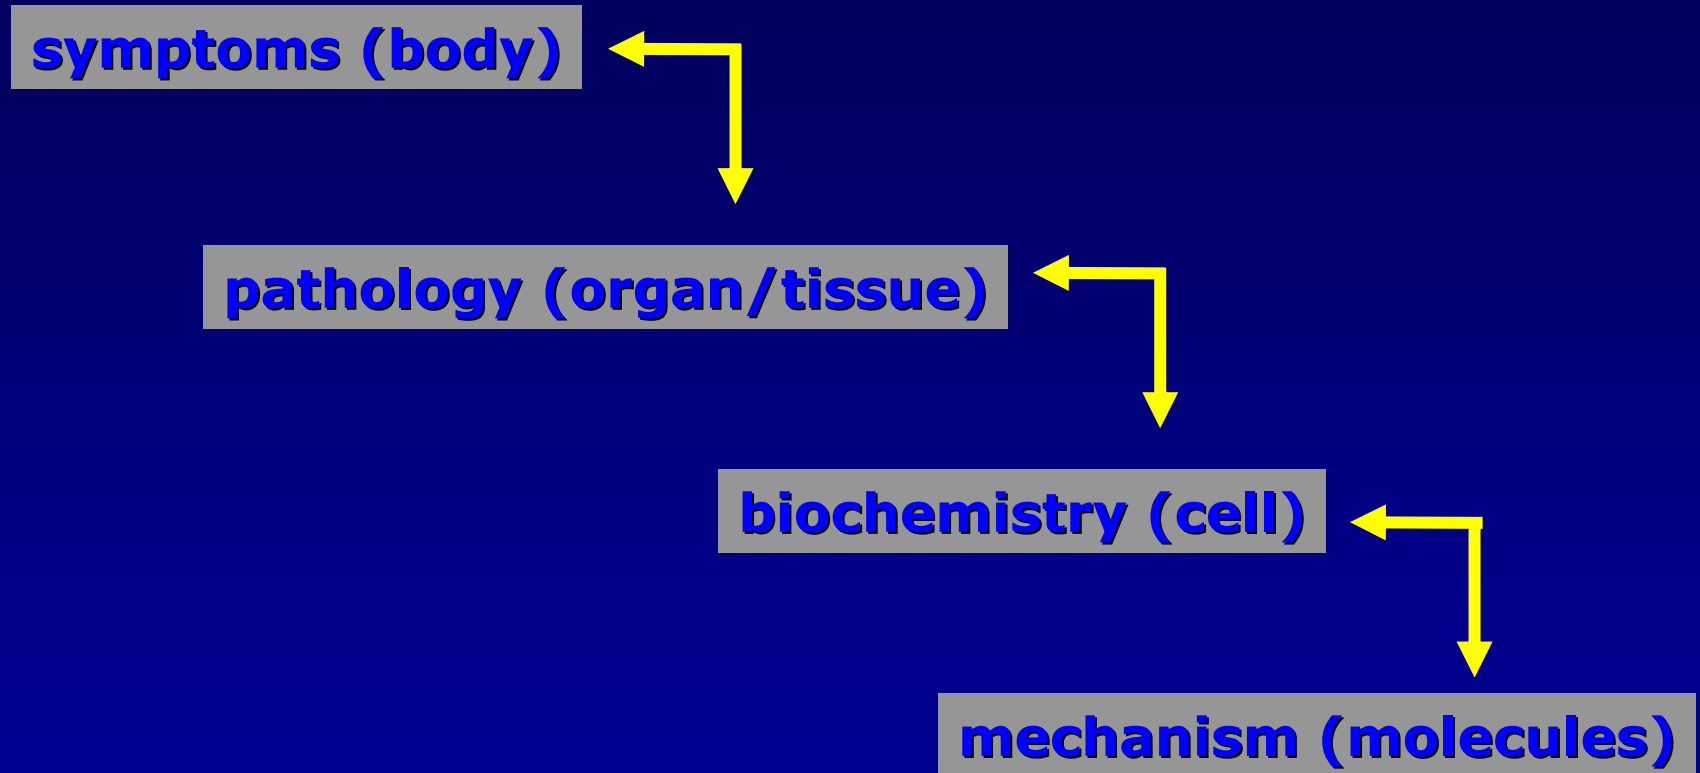 symptoms (body)
pathology (organ/tissue)
biochemistry (cell)
mechanism (molecules)